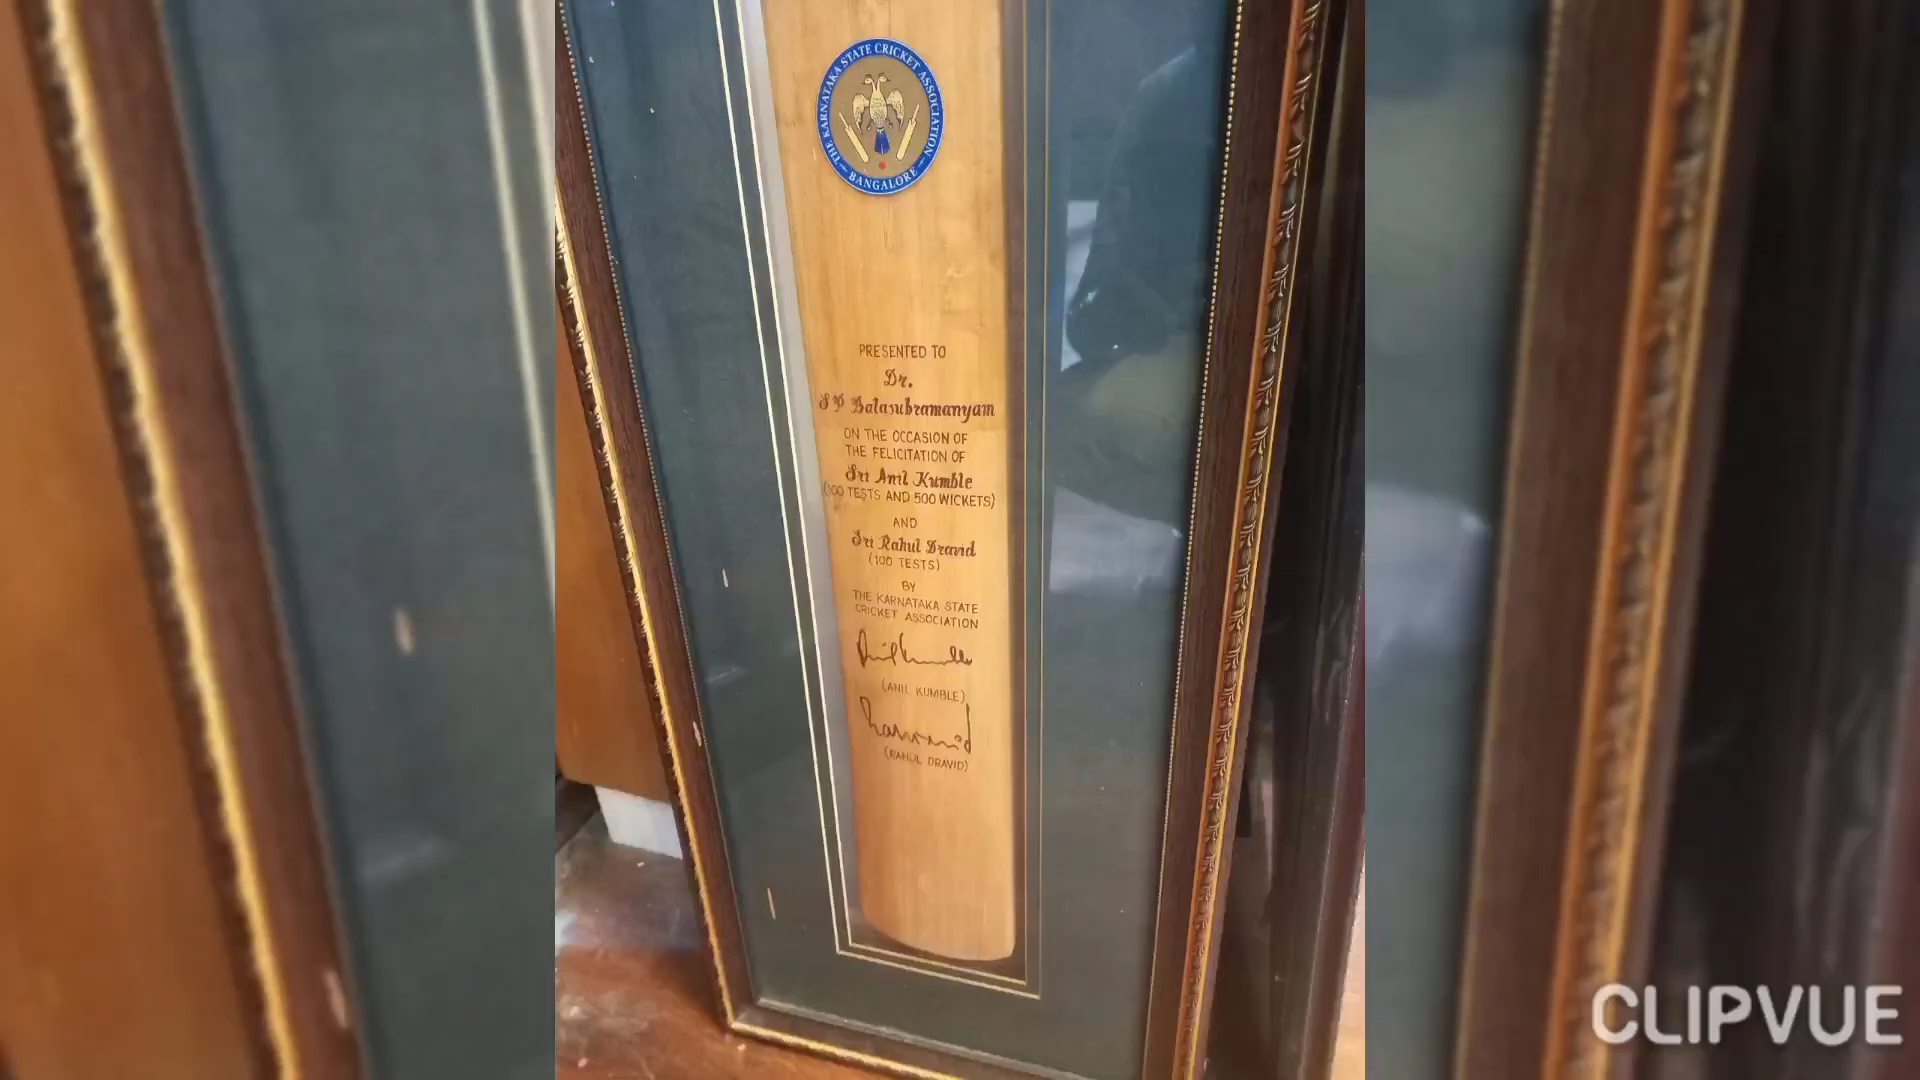 THE KARNATAKA STATE CRICKET ASSOCIATION
BANGALORE
PRESENTED TO
Dr.
S P Balasubramanyam
ON THE OCCASION OF
THE FELICITATION OF
Sri Anil Kumble
(100 TESTS AND 500 WICKETS)
AND
Sri Rahul Dravid
(100 TESTS)
BY
THE KARNATAKA STATE
CRICKET ASSOCIATION
Anil Kumble
(ANIL KUMBLE)
(RAHUL DRAVID)
CLIPVUE